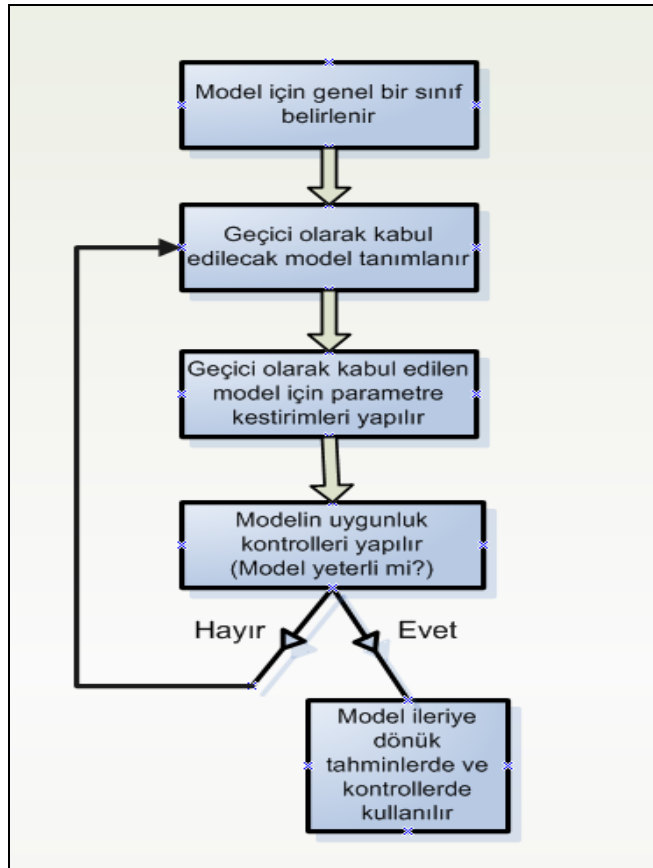 Model için genel bir sınıf
belirlenir
Geçici olarak kabul
edilecak model tanımlanır
Geçici olarak kabul edilen
model için parametre
kestirimleri yapılır
Modelin uygunluk
kontrolleri yapılır
(Model yeterli mi?)
Hayır
Evet
Model ileriye
dönük
tahminlerde ve
kontrollerde
kullanılır